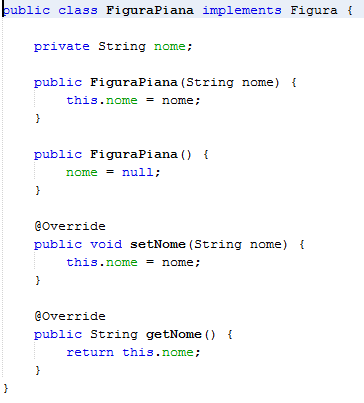 public class FiguraPiana implements Figura {
private String nome;
public FiguraPiana(String nome) {
this.nome = nome;
}
public FiguraPiana() {
nome = null;
}
@Override
public void setNome(String nome) {
this.nome = nome;
}
@Override
public String getNome() {
return this.nome;
}
}